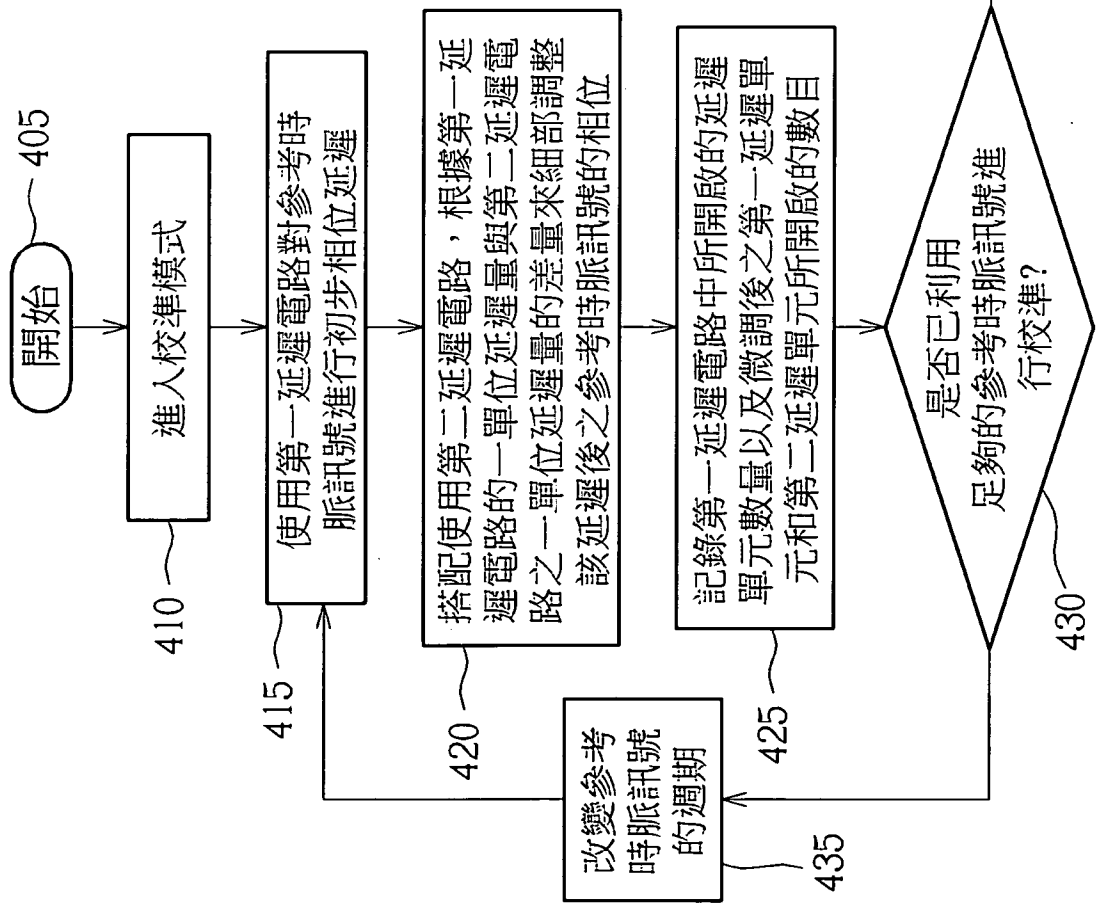 開始
405
進入校準模式
410
使用第一延遲電路對參考時
脈訊號進行初步相位延遲
415
搭配使用第二延遲電路，根據第一延
遲電路的一單位延遲量與第二延遲電
路之一單位延遲量的差量來細部調整
該延遲後之參考時脈訊號的相位
420
記錄第一延遲電路中所開啟的延遲
單元數量以及微調後之第一延遲單
元和第二延遲單元所開啟的數目
425
是否已利用
足夠的參考時脈訊號進
行校準?
430
改變參考
時脈訊號
的週期
435